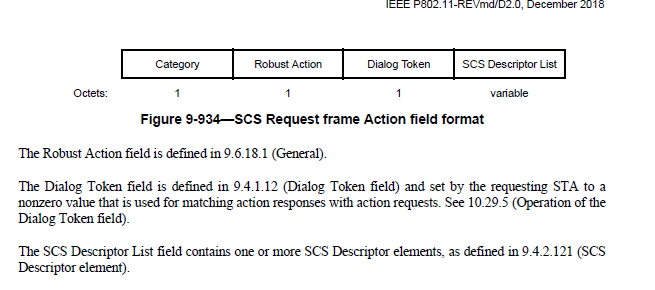 IEEE P802.11-REVmd/D2.0, December 2018
Category Robust Action Dialog Token SCS Descriptor List
Octets: 1 1 1 variable
Figure 9-934—SCS Request frame Action field format
The Robust Action field is defined in 9.6.18.1 (General).
The Dialog Token field is defined in 9.4.1.12 (Dialog Token field) and set by the requesting STA to a
nonzero value that is used for matching action responses with action requests. See 10.29.5 (Operation of the
Dialog Token field).
The SCS Descriptor List field contains one or more SCS Descriptor elements, as defined in 9.4.2.121 (SCS
Descriptor element).